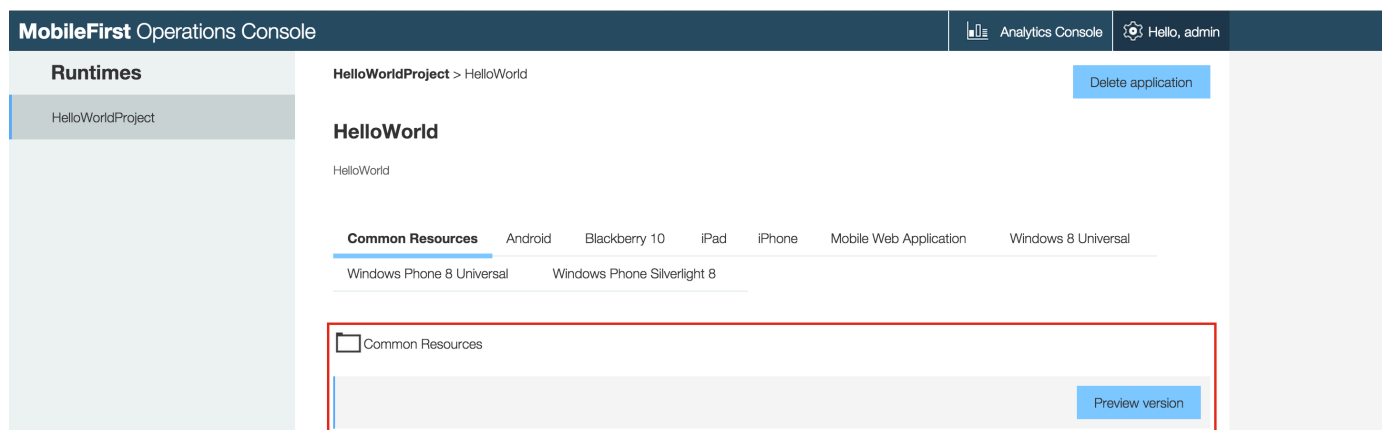 MobileFirst Operations Console
Analytics Console
Hello, admin
Runtimes
HelloWorldProject
HelloWorldProject > HelloWorld
Delete application
HelloWorld
HelloWorld
Common Resources Android Blackberry 10 iPad iPhone Mobile Web Application Windows 8 Universal
Windows Phone 8 Universal Windows Phone Silverlight 8
Common Resources
Preview version